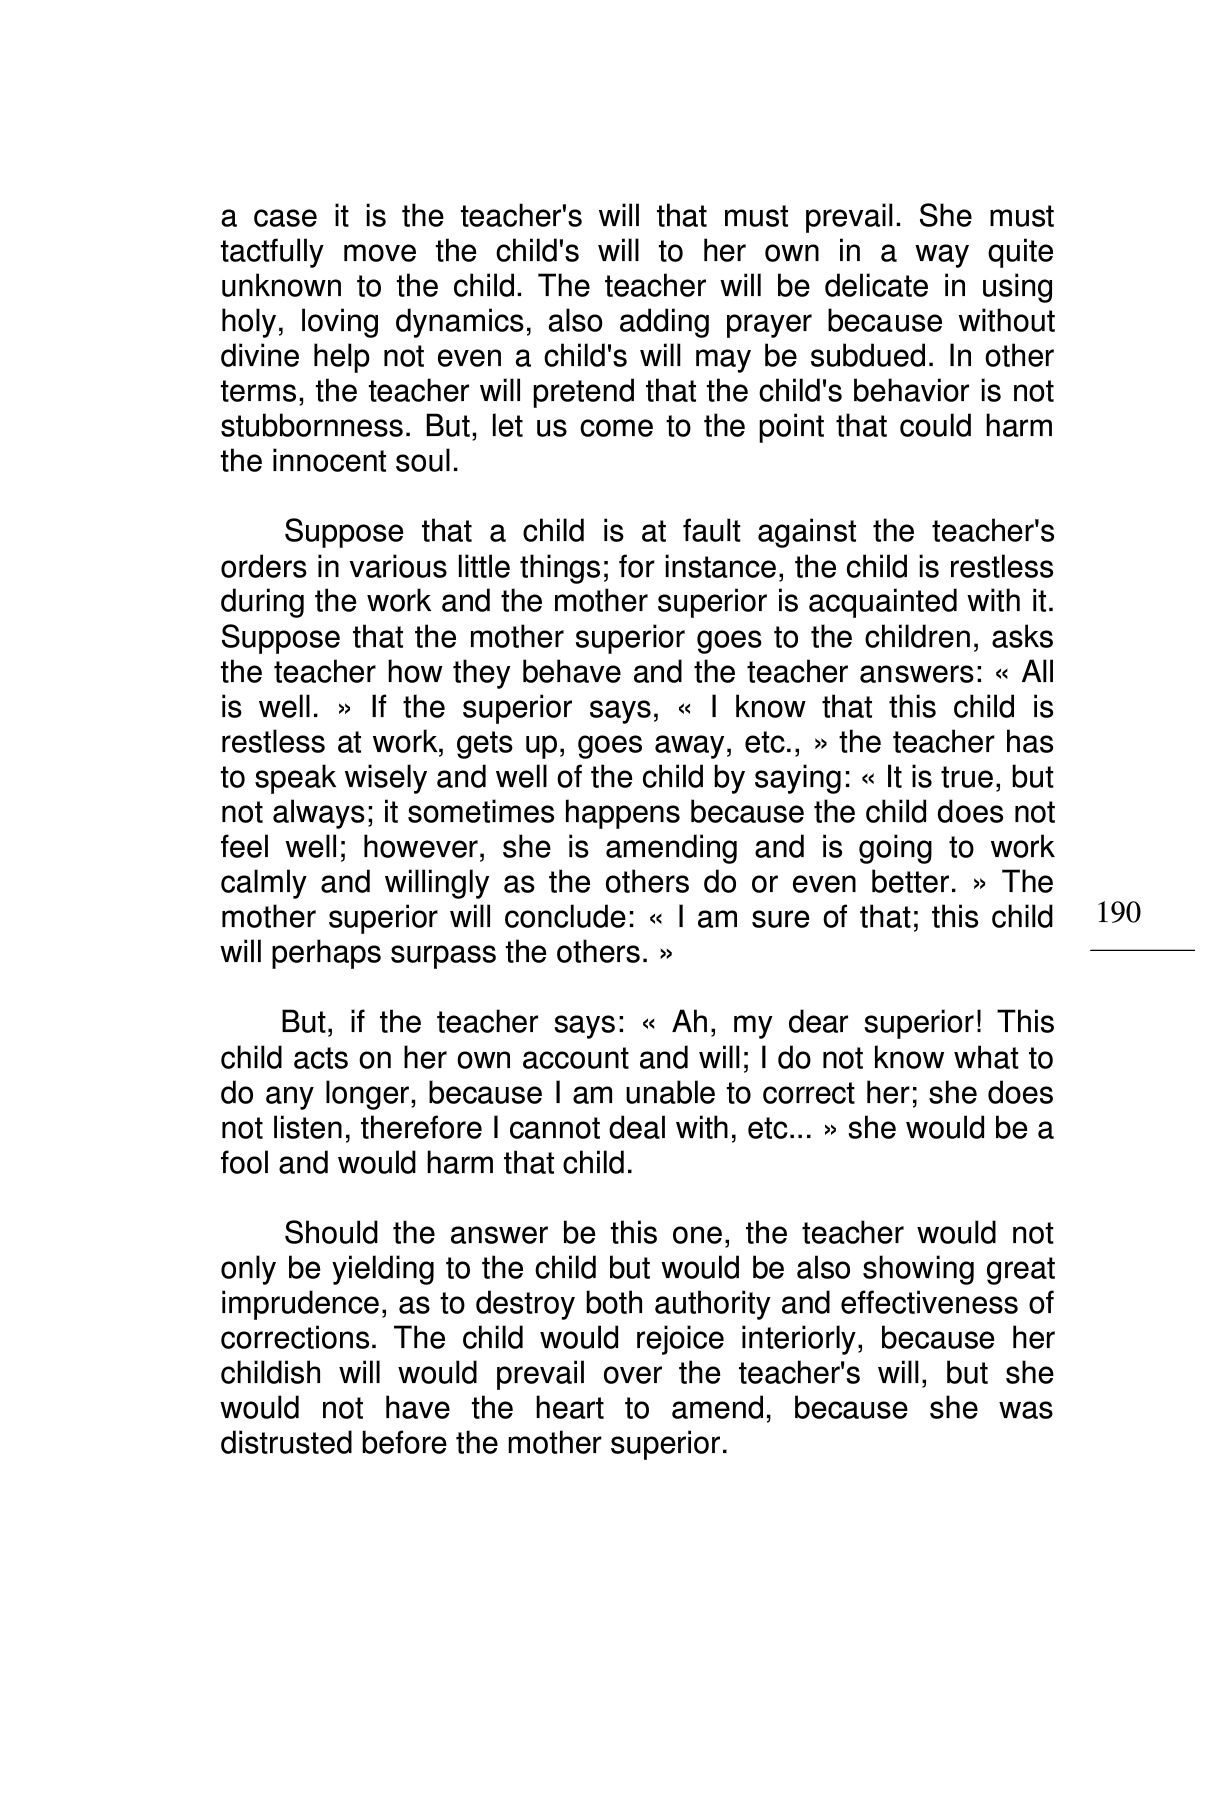 a case it is the teacher's will that must prevail. She must
tactfully move the child's will to her own in a way quite
unknown to the child. The teacher will be delicate in using
holy, loving dynamics, also adding prayer because without
divine help not even a child's will may be subdued. In other
terms, the teacher will pretend that the child's behavior is not
stubbornness. But, let us come to the point that could harm
the innocent soul.
Suppose that a child is at fault against the teacher's
orders in various little things; for instance, the child is restless
during the work and the mother superior is acquainted with it.
Suppose that the mother superior goes to the children, asks
the teacher how they behave and the teacher answers: « All
is well. » If the superior says, « I know that this child is
restless at work, gets up, goes away, etc., » the teacher has
to speak wisely and well of the child by saying: « It is true, but
not always; it sometimes happens because the child does not
feel well; however, she is amending and is going to work
calmly and willingly as the others do or even better. » The
mother superior will conclude: « I am sure of that; this child
will perhaps surpass the others. »
190
But, if the teacher says: « Ah, my dear superior! This
child acts on her own account and will; I do not know what to
do any longer, because I am unable to correct her; she does
not listen, therefore I cannot deal with, etc... » she would be a
fool and would harm that child.
Should the answer be this one, the teacher would not
only be yielding to the child but would be also showing great
imprudence, as to destroy both authority and effectiveness of
corrections. The child would rejoice interiorly, because her
childish will would prevail over the teacher's will, but she
would not have the heart to amend, because she was
distrusted before the mother superior.